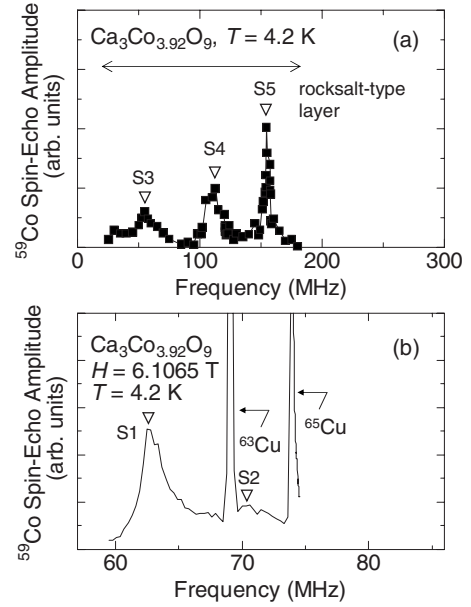 Ca₃Co₃.₉₂O₉, T = 4.2 K (a)
rocksalt-type
layer
S5
S4
S3
⁵⁹Co Spin-Echo Amplitude
(arb. units)
0 100 200 300
Frequency (MHz)
Ca₃Co₃.₉₂O₉ (b)
H = 6.1065 T
T = 4.2 K
S1
⁶³Cu
⁶⁵Cu
S2
⁵⁹Co Spin-Echo Amplitude
(arb. units)
60 70 80
Frequency (MHz)